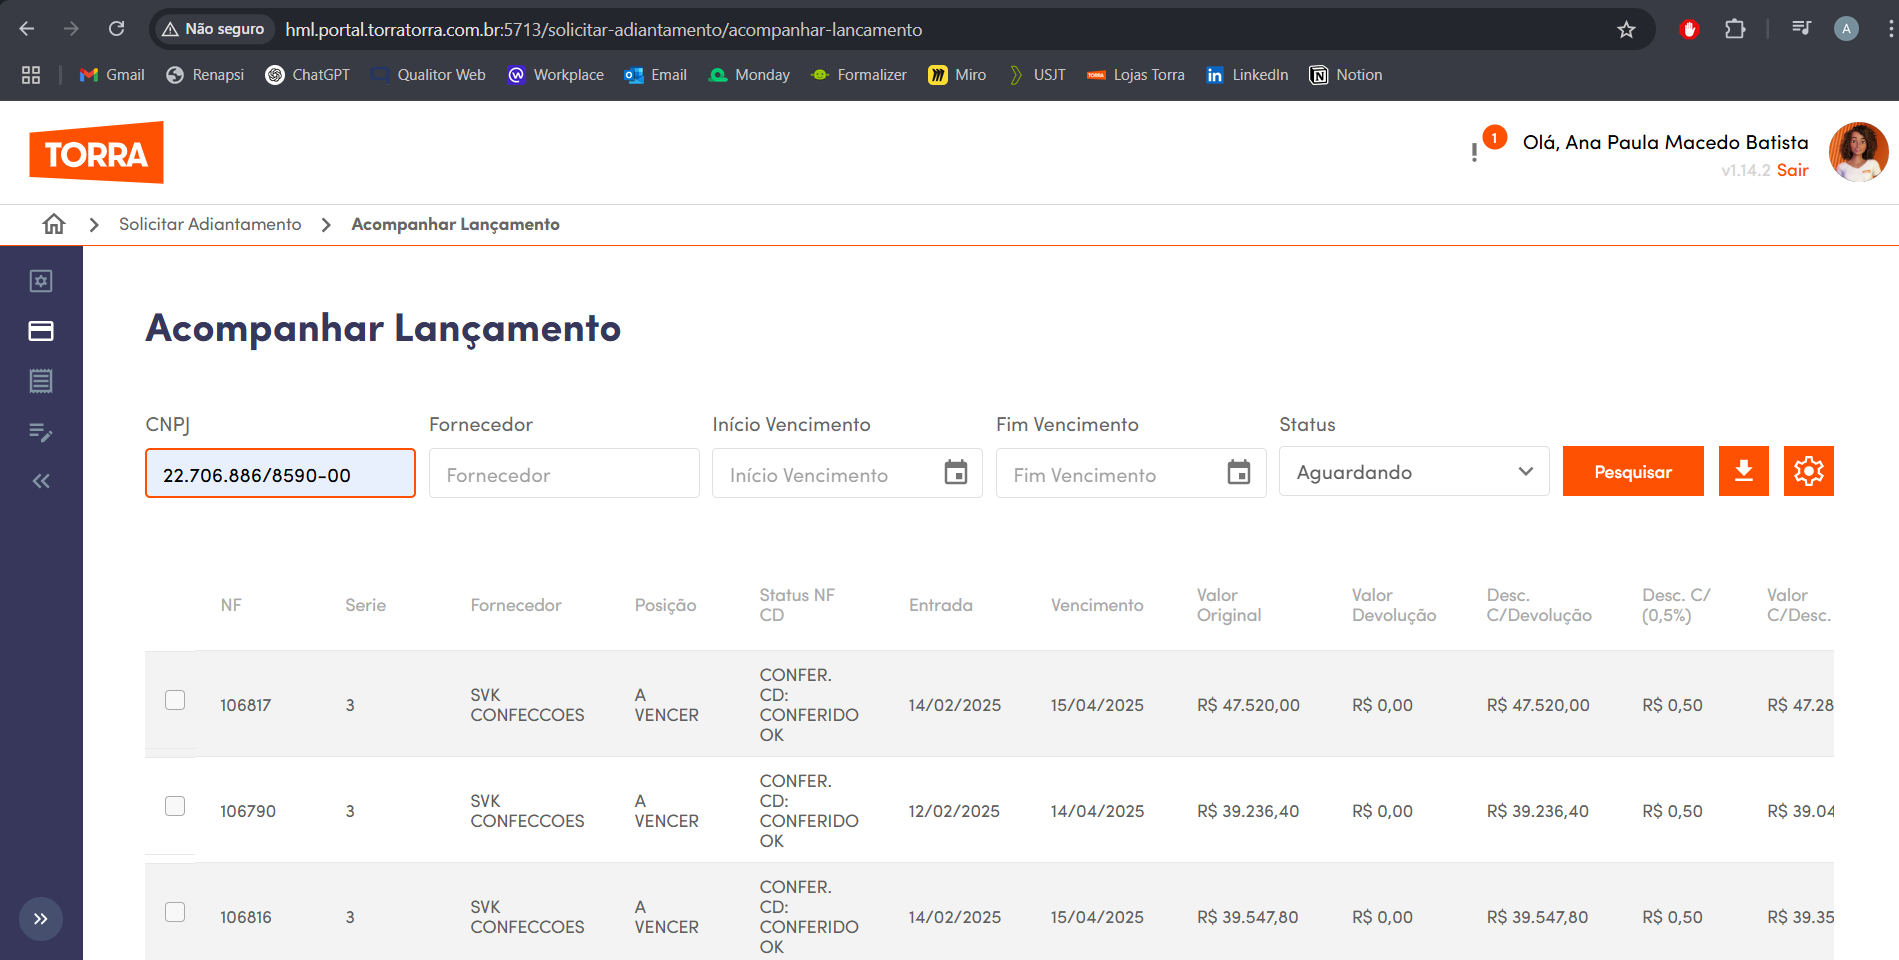 Não seguro
hml.portal.torratorra.com.br:5713/solicitar-adiantamento/acompanhar-lancamento
A
Gmail
Renapsi
ChatGPT
Qualitor Web
Workplace
Email
Monday
Formalizer
Miro
USJT
Lojas Torra
LinkedIn
Notion
TORRA
! 1
Olá, Ana Paula Macedo Batista
v1.14.2 Sair
Solicitar Adiantamento
Acompanhar Lançamento
Acompanhar Lançamento
CNPJ Fornecedor Início Vencimento Fim Vencimento Status
22.706.886/8590-00 Fornecedor Início Vencimento Fim Vencimento Aguardando Pesquisar
NF Serie Fornecedor Posição Status NF CD Entrada Vencimento Valor Original Valor Devolução Desc. C/Devolução Desc. C/ (0,5%) Valor C/Desc.
106817 3 SVK CONFECCOES A VENCER CONFER. CD: CONFERIDO OK 14/02/2025 15/04/2025 R$ 47.520,00 R$ 0,00 R$ 47.520,00 R$ 0,50 R$ 47.28
106790 3 SVK CONFECCOES A VENCER CONFER. CD: CONFERIDO OK 12/02/2025 14/04/2025 R$ 39.236,40 R$ 0,00 R$ 39.236,40 R$ 0,50 R$ 39.04
106816 3 SVK CONFECCOES A VENCER CONFER. CD: CONFERIDO OK 14/02/2025 15/04/2025 R$ 39.547,80 R$ 0,00 R$ 39.547,80 R$ 0,50 R$ 39.35